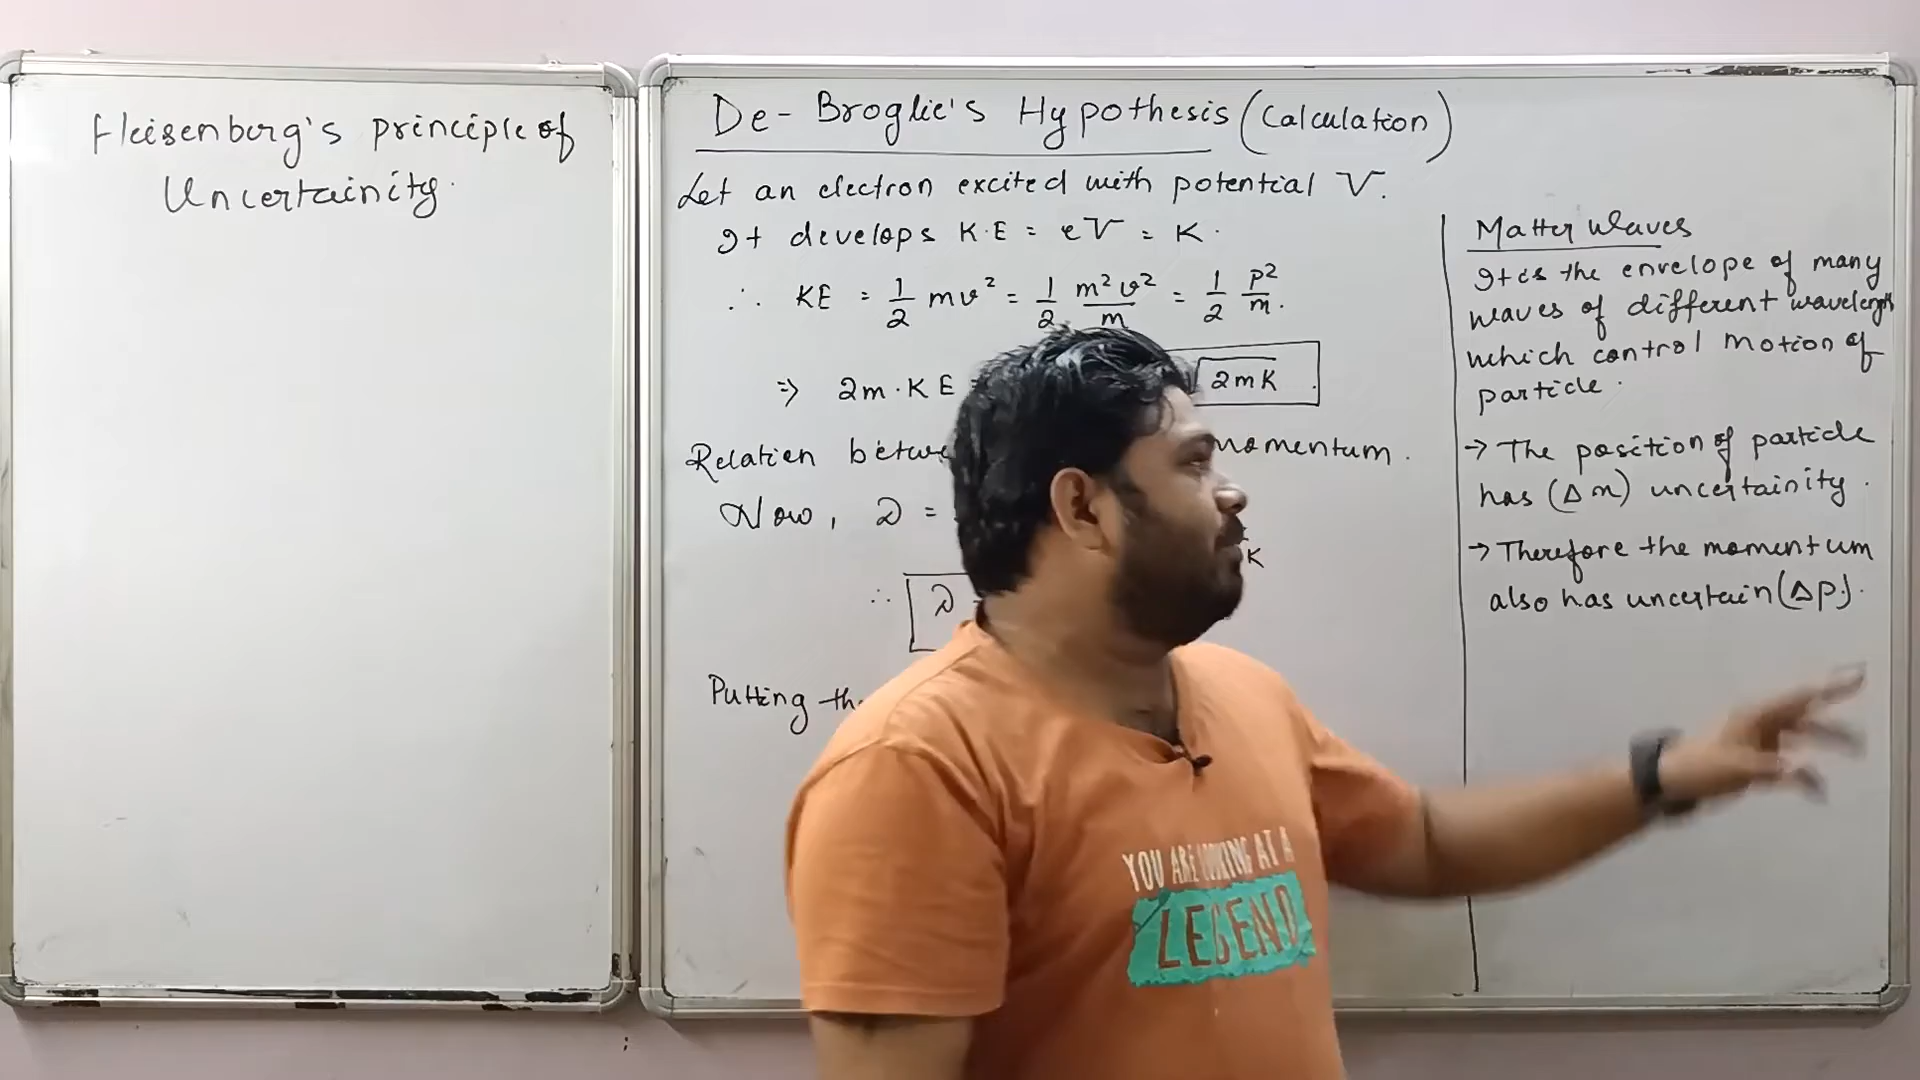 Heisenberg's principle of
Uncertainity.
De-Broglie's Hypothesis (Calculation)
Let an electron excited with potential V.
It develops K.E = eV = K.
∴ KE = 1/2 mv² = 1/2 m²v²/m = 1/2 p²/m.
⇒ 2m.KE = √2mK.
Relation betwe momentum.
Now, λ =
K
∴ λ
Putting th
Matter Waves
It is the envelope of many
waves of different wavelength
which control motion of
particle.
→ The position of particle
has (Δx) uncertainity.
→ Therefore the momentum
also has uncertain (Δp).
YOU ARE LOOKING AT A
LEGEND